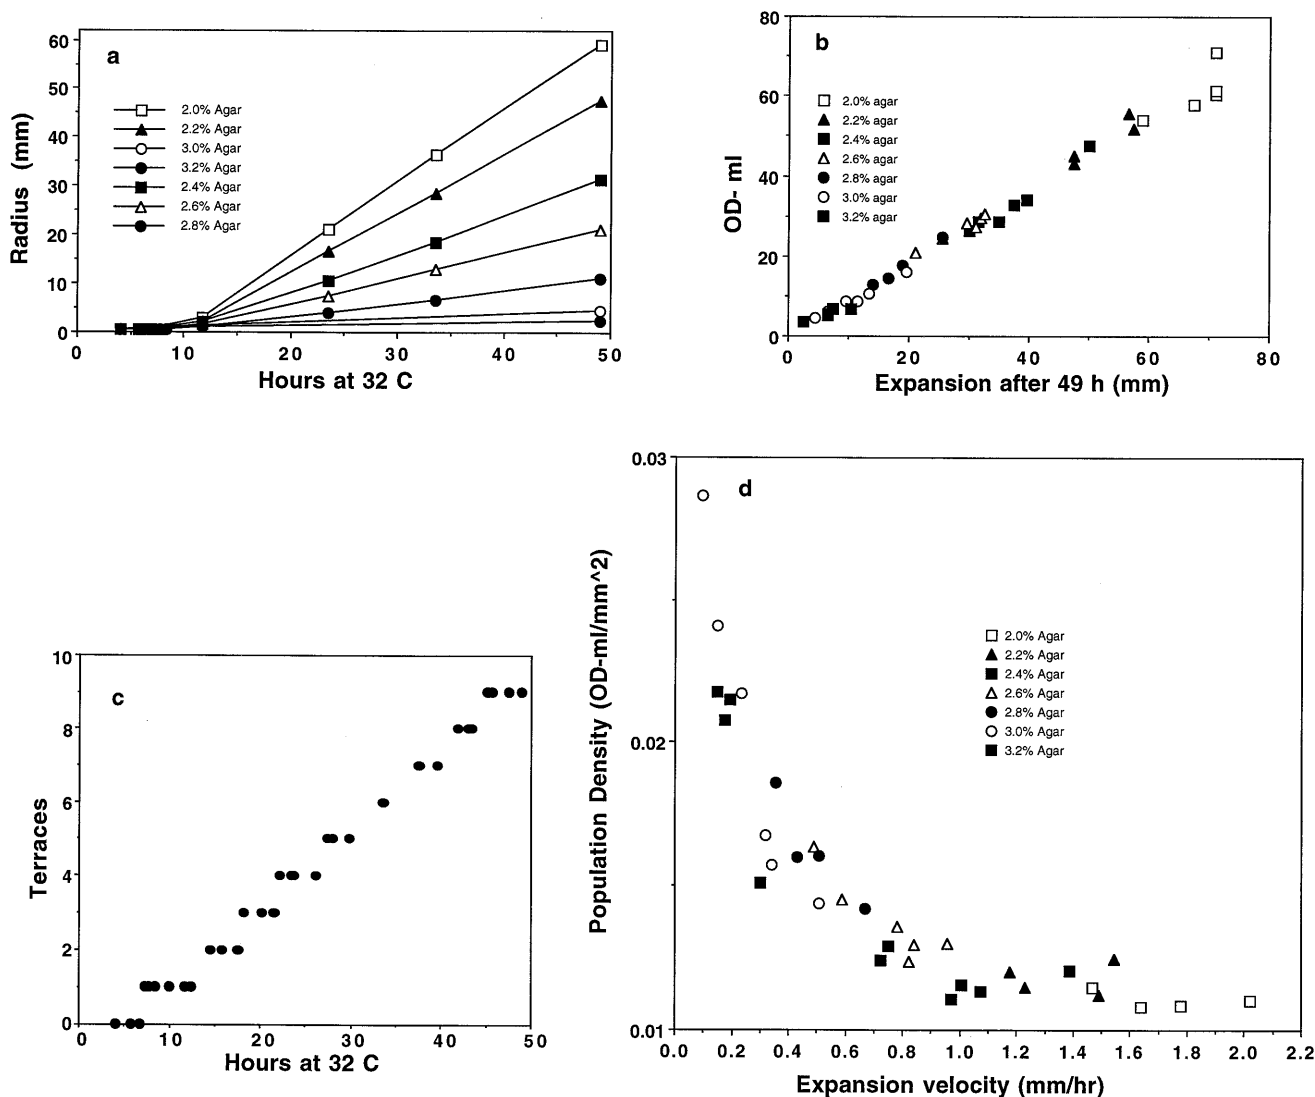 a
60
50
40
30
20
10
0
Radius (mm)
2.0% Agar
2.2% Agar
3.0% Agar
3.2% Agar
2.4% Agar
2.6% Agar
2.8% Agar
0 10 20 30 40 50
Hours at 32 C
b
80
60
40
20
0
OD- ml
2.0% agar
2.2% agar
2.4% agar
2.6% agar
2.8% agar
3.0% agar
3.2% agar
0 20 40 60 80
Expansion after 49 h (mm)
c
10
8
6
4
2
0
Terraces
0 10 20 30 40 50
Hours at 32 C
d
0.03
0.02
0.01
Population Density (OD-ml/mm^2)
2.0% Agar
2.2% Agar
2.4% Agar
2.6% Agar
2.8% Agar
3.0% Agar
3.2% Agar
0.0 0.2 0.4 0.6 0.8 1.0 1.2 1.4 1.6 1.8 2.0 2.2
Expansion velocity (mm/hr)